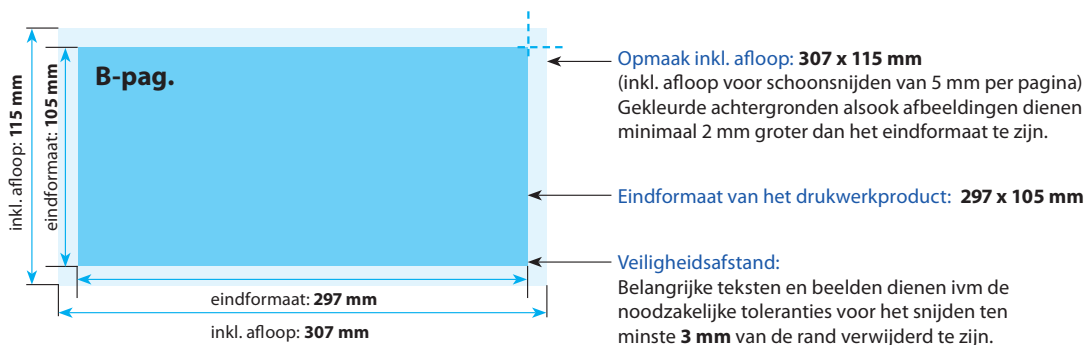 B-pag.
inkl. afloop: 115 mm
eindformaat: 105 mm
eindformaat: 297 mm
inkl. afloop: 307 mm
Opmaak inkl. afloop: 307 x 115 mm
(inkl. afloop voor schoonsnijden van 5 mm per pagina)
Gekleurde achtergronden alsook afbeeldingen dienen
minimaal 2 mm groter dan het eindformaat te zijn.
Eindformaat van het drukwerkproduct: 297 x 105 mm
Veiligheidsafstand:
Belangrijke teksten en beelden dienen ivm de
noodzakelijke toleranties voor het snijden ten
minste 3 mm van de rand verwijderd te zijn.